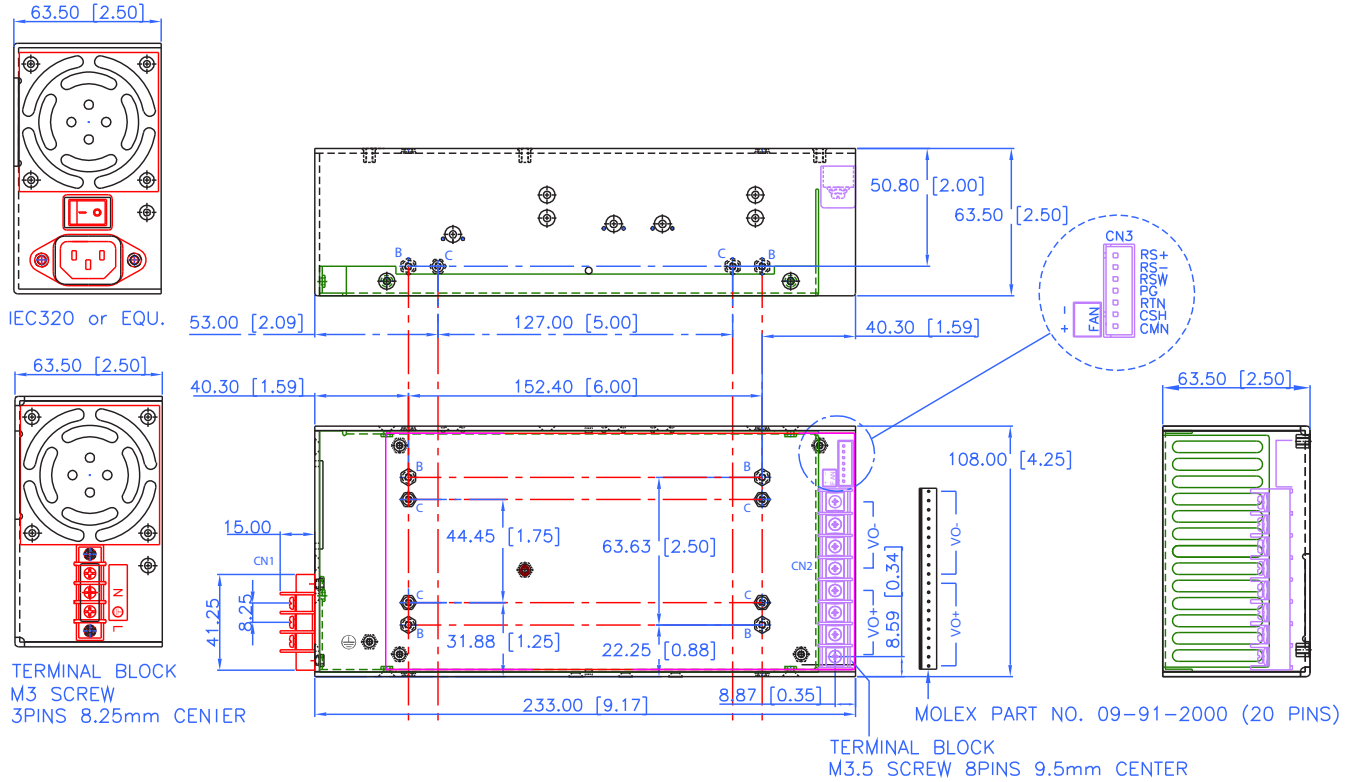 63.50 [2.50]
IEC320 or EQU.
50.80 [2.00]
63.50 [2.50]
B
C
C
B
53.00 [2.09]
127.00 [5.00]
40.30 [1.59]
CN3
RS+
RS-
RSW
PG
RTN
CSH
CMN
FAN
+ -
63.50 [2.50]
40.30 [1.59]
152.40 [6.00]
63.50 [2.50]
N
L
TERMINAL BLOCK
M3 SCREW
3PINS 8.25mm CENIER
B
B
C
C
FAN
108.00 [4.25]
15.00
CN1
44.45 [1.75]
63.63 [2.50]
CN2
VO-
VO-
41.25
8.25
C
C
B
B
31.88 [1.25]
22.25 [0.88]
VO+
8.59 [0.34]
VO+
233.00 [9.17]
8.87 [0.35]
MOLEX PART NO. 09-91-2000 (20 PINS)
TERMINAL BLOCK
M3.5 SCREW 8PINS 9.5mm CENTER